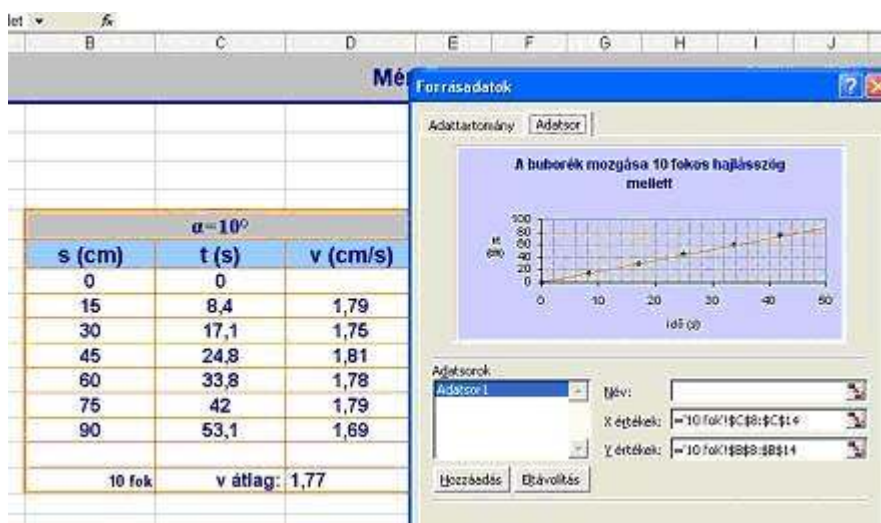 let fx
B C D E F G H I J
Mé
α=10°
s (cm) t (s) v (cm/s)
0 0
15 8,4 1,79
30 17,1 1,75
45 24,8 1,81
60 33,8 1,78
75 42 1,79
90 53,1 1,69
10 fok v átlag: 1,77
Forrásadatok
Adattartomány Adatsor
A buborék mozgása 10 fokos hajlásszög
mellett
100
80
60
40
20
0
0 10 20 30 40 50
idő (s)
Adatsorok
Adatsor1
Név:
X értékek: ='10 fok'!$C$8:$C$14
Y értékek: ='10 fok'!$B$8:$B$14
Hozzáadás Eltávolítás